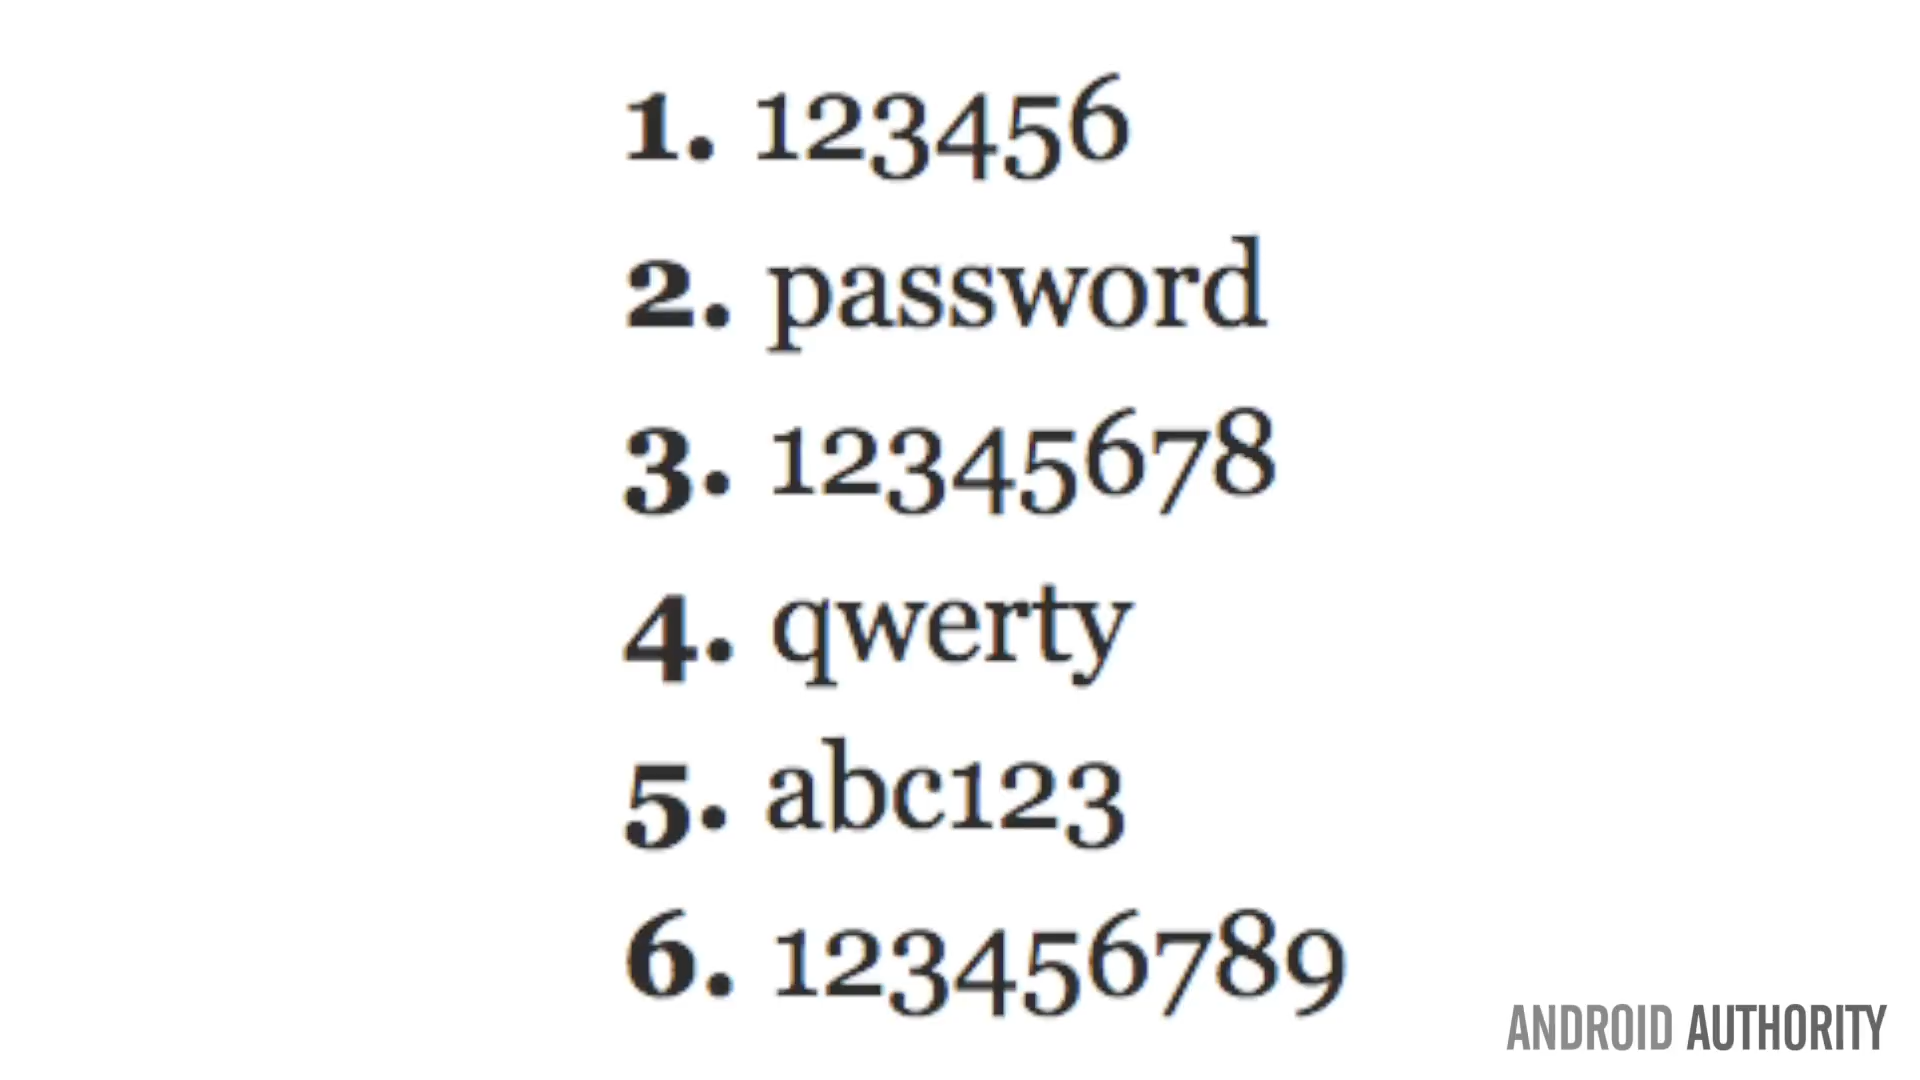 1. 123456
2. password
3. 12345678
4. qwerty
5. abc123
6. 123456789
ANDROID AUTHORITY